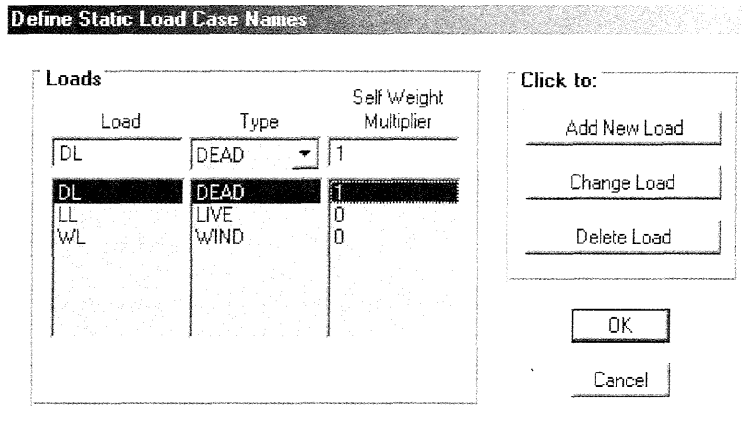 Define Static Load Case Names
Loads
Load Type Self Weight Multiplier
DL DEAD 1
DL DEAD 1
LL LIVE 0
WL WIND 0
Click to:
Add New Load
Change Load
Delete Load
OK
Cancel